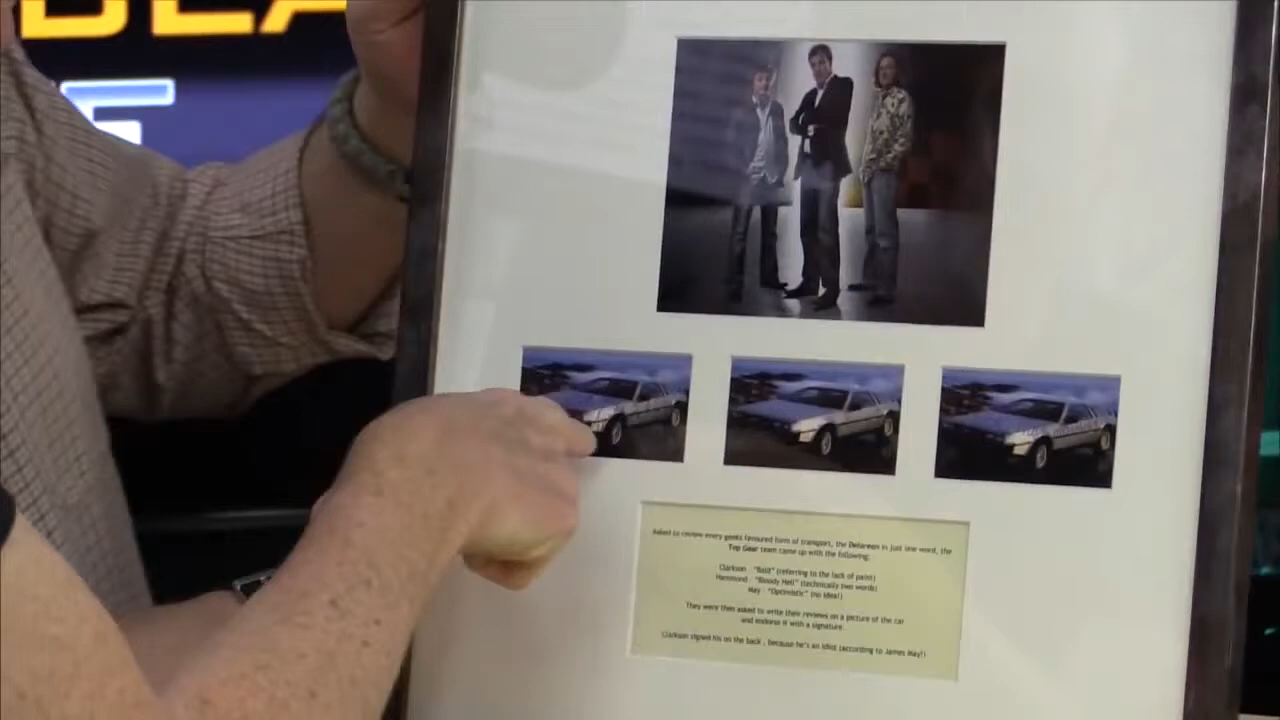 DEA
Asked to review every geeks favoured form of transport, the Delorean in just one word, the
Top Gear team came up with the following:
Clarkson - "Bold" (referring to the lack of paint)
Hammond - "Bloody Hell" (technically two words)
May - "Optimistic" (no idea!)
They were then asked to write their reviews on a picture of the car
and endorse it with a signature.
Clarkson signed his on the back , because he's an idiot (according to James May!)